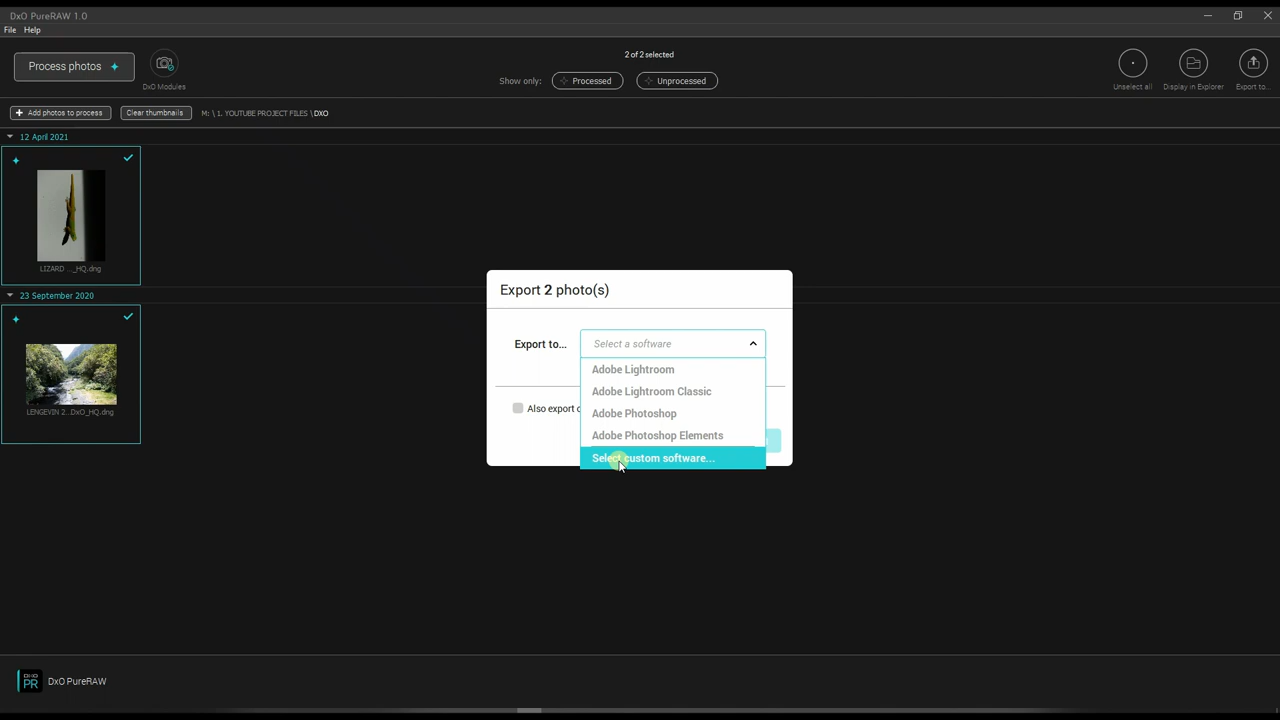 DxO PureRAW 1.0
File Help
Process photos
DxO Modules
2 of 2 selected
Show only: Processed Unprocessed
Unselect all Display in Explorer Export to...
+ Add photos to process Clear thumbnails M: \ 1. YOUTUBE PROJECT FILES \ DXO
12 April 2021
LIZARD ..._HQ.dng
23 September 2020
LENGEVIN 2...DxO_HQ.dng
Export 2 photo(s)
Export to... Select a software
Adobe Lightroom
Adobe Lightroom Classic
Also export
Adobe Photoshop
Adobe Photoshop Elements
Select custom software...
DXO PR DxO PureRAW